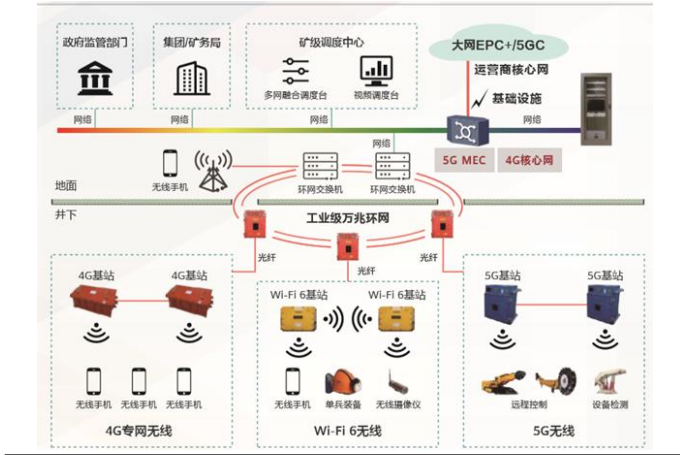 政府监管部门
集团/矿务局
矿级调度中心
多网融合调度台
视频调度台
大网EPC+/5GC
运营商核心网
基础设施
网络
网络
网络
网络
网络
5G MEC
4G核心网
无线手机
环网交换机
环网交换机
地面
井下
工业级万兆环网
光纤
光纤
光纤
4G基站
4G基站
Wi-Fi 6基站
Wi-Fi 6基站
5G基站
5G基站
无线手机
无线手机
无线手机
无线手机
单兵装备
无线摄像仪
远程控制
设备检测
4G专网无线
Wi-Fi 6无线
5G无线